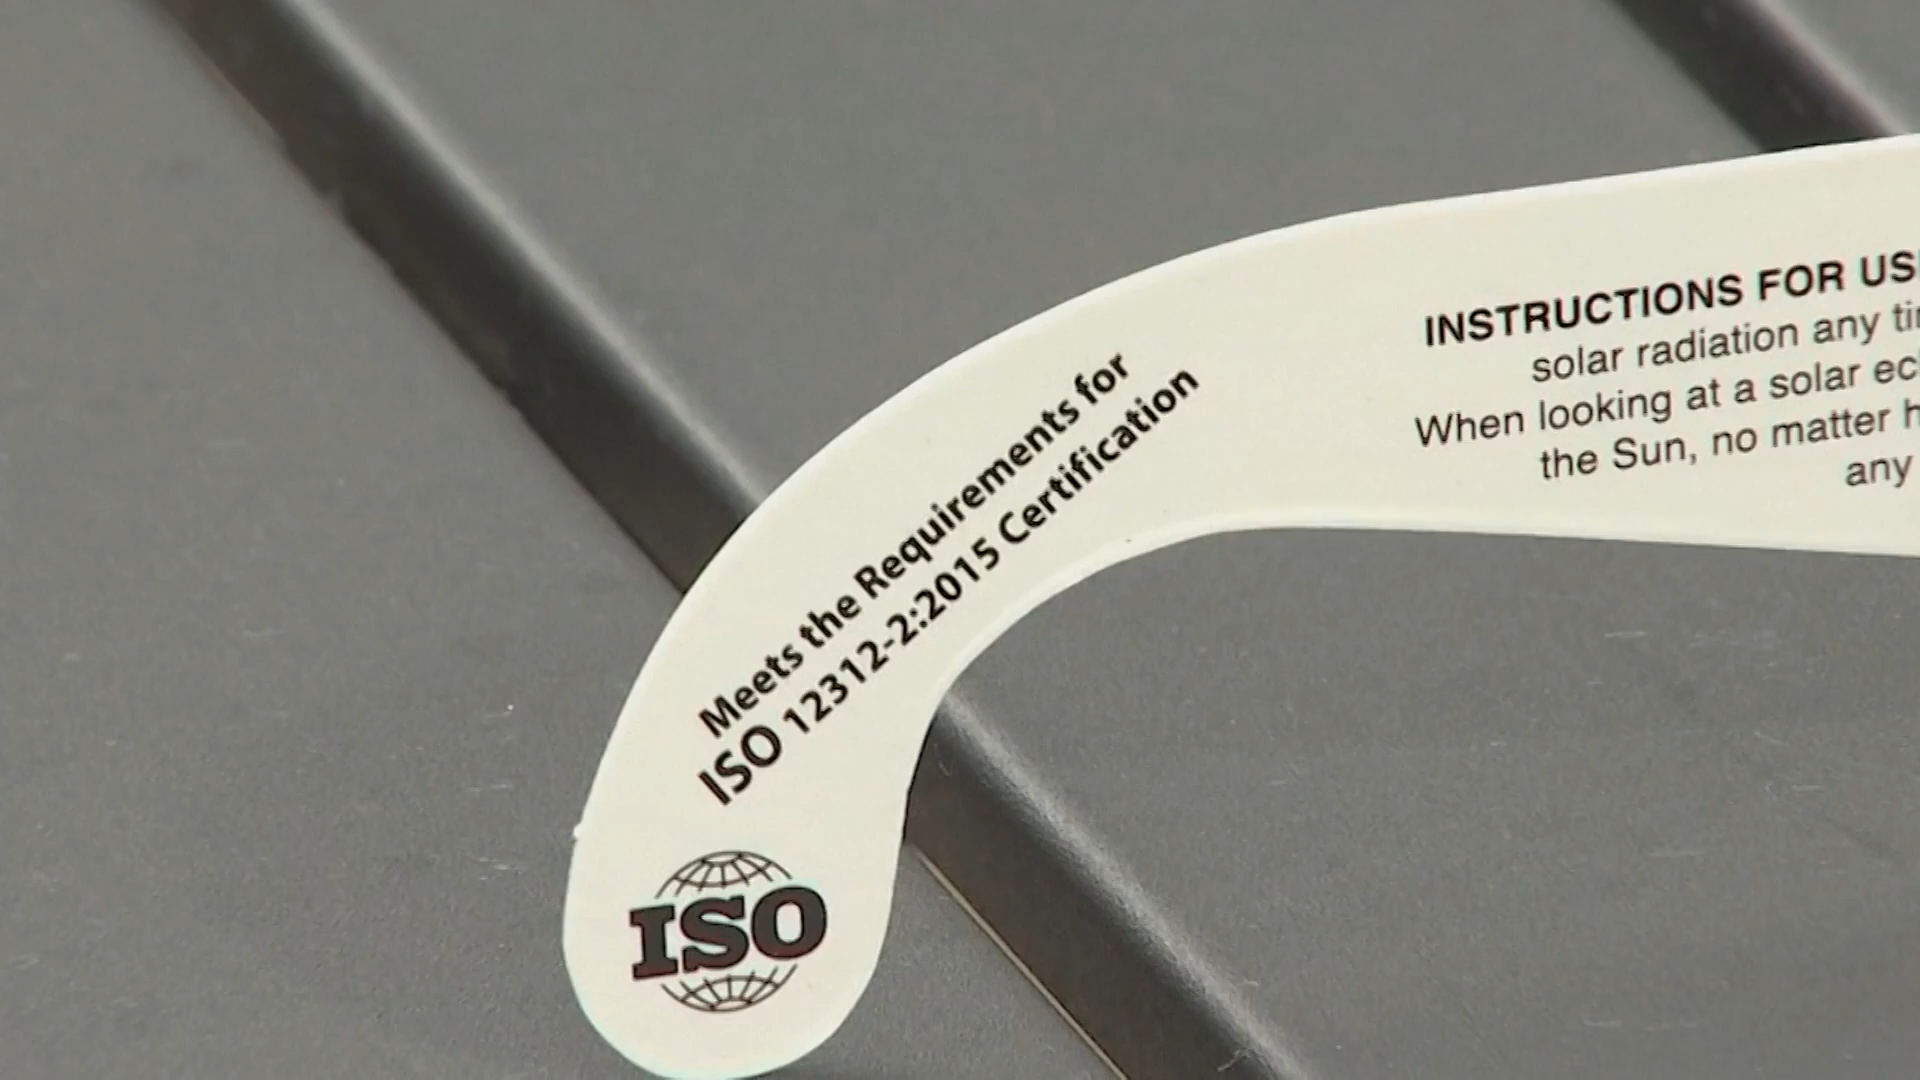 Meets the Requirements for
ISO 12312-2:2015 Certification
ISO
INSTRUCTIONS FOR
solar radiation any
When looking at a solar
the Sun, no matter
any